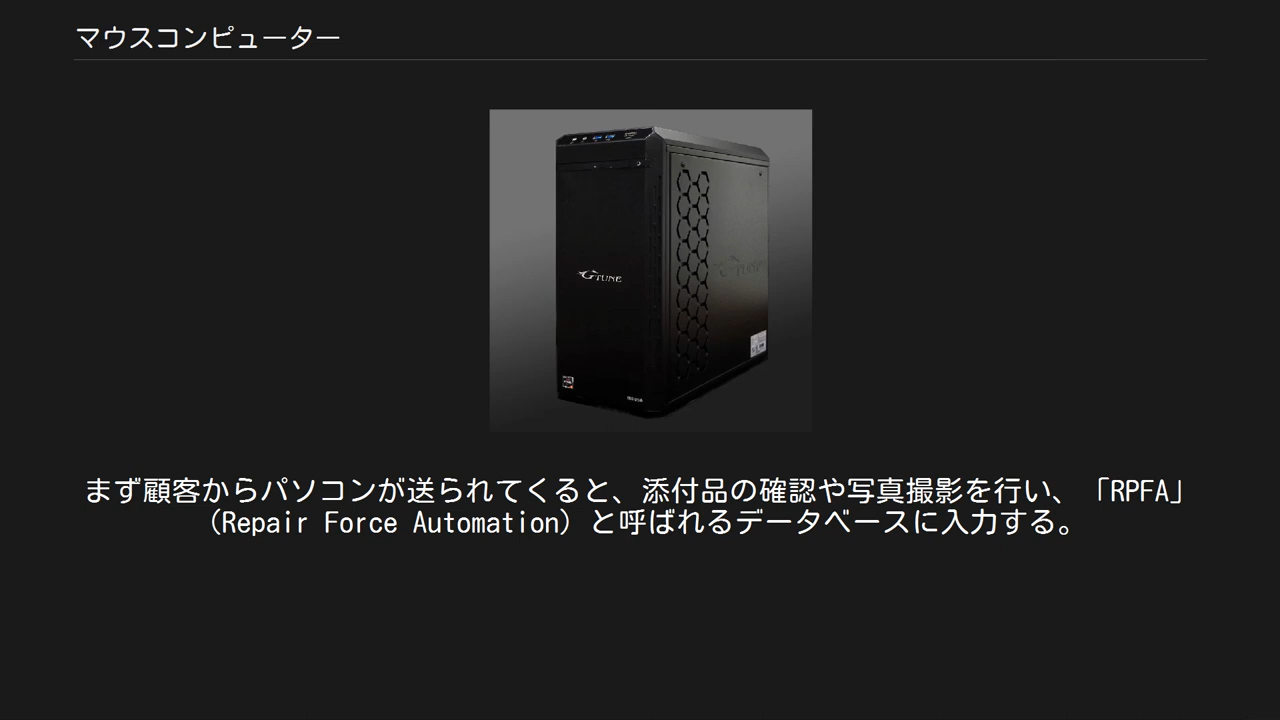 マウスコンピューター
G TUNE
まず顧客からパソコンが送られてくると、添付品の確認や写真撮影を行い、「RPFA」
（Repair Force Automation）と呼ばれるデータベースに入力する。